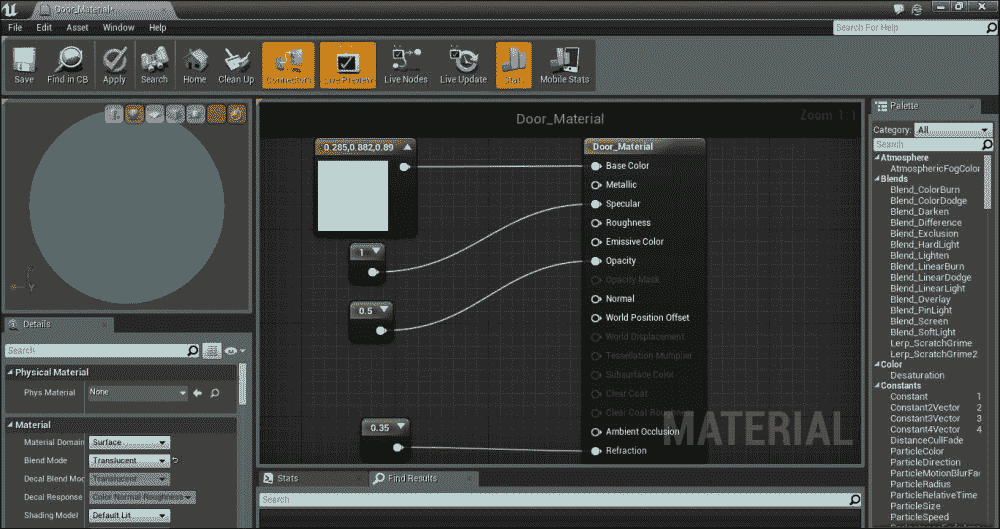 Door_Material*
File Edit Asset Window Help
Search For Help
Save Find in CB Apply Search Home Clean Up Connectors Live Preview Live Nodes Live Update Stats Mobile Stats
Door_Material
Zoom 1:1
0.285,0.882,0.89
1
0.5
0.35
Door_Material
Base Color
Metallic
Specular
Roughness
Emissive Color
Opacity
Opacity Mask
Normal
World Position Offset
World Displacement
Tessellation Multiplier
Subsurface Color
Clear Coat
Clear Coat Roughness
Ambient Occlusion
Refraction
MATERIAL
Y
Details
Search
Physical Material
Phys Material None
Material
Material Domain Surface
Blend Mode Translucent
Decal Blend Mod Translucent
Decal Response
Shading Model Default Lit
Stats
Find Results
Search
Palette
Category: All
Search
Atmosphere
AtmosphericFogColor
Blends
Blend_ColorBurn
Blend_ColorDodge
Blend_Darken
Blend_Difference
Blend_Exclusion
Blend_HardLight
Blend_Lighten
Blend_LinearBurn
Blend_LinearDodge
Blend_LinearLight
Blend_Overlay
Blend_PinLight
Blend_Screen
Blend_SoftLight
Lerp_ScratchGrime
Lerp_ScratchGrime2
Color
Desaturation
Constants
Constant 1
Constant2Vector 2
Constant3Vector 3
Constant4Vector 4
DistanceCullFade
ParticleColor
ParticleDirection
ParticleMotionBlurFa
ParticleRadius
ParticleRelativeTime
ParticleSize
ParticleSpeed